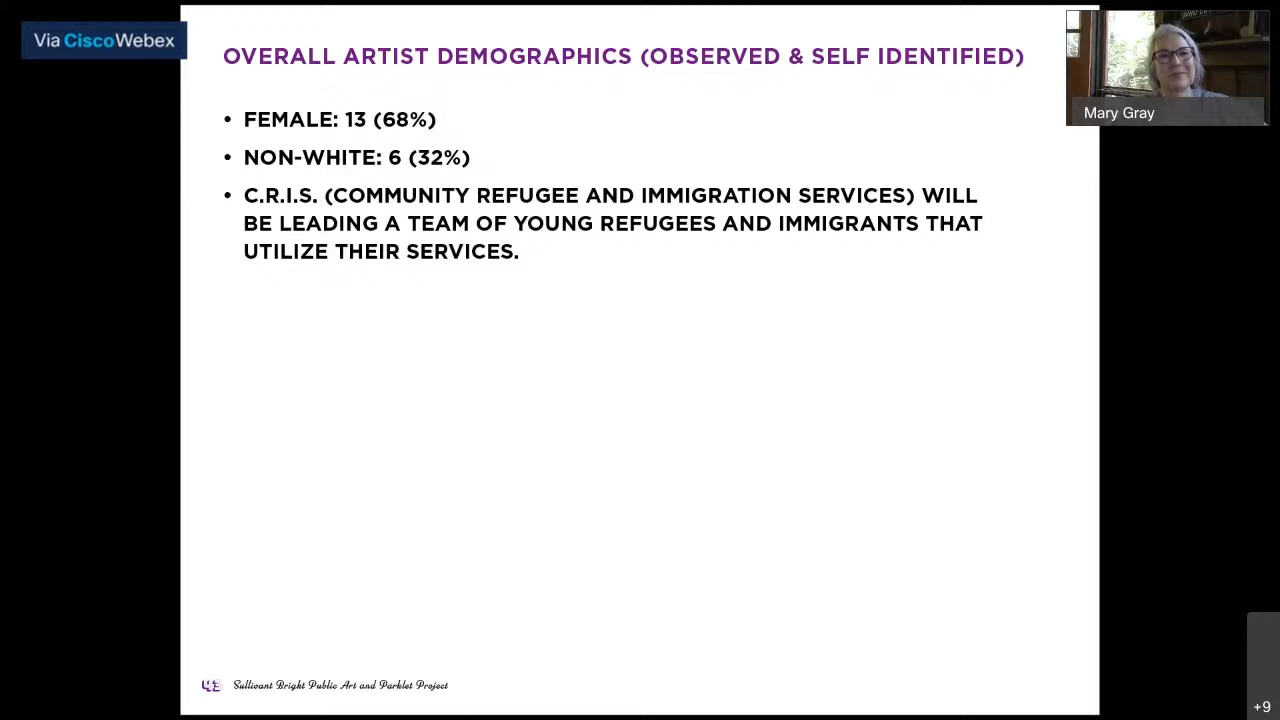 Via CiscoWebex
OVERALL ARTIST DEMOGRAPHICS (OBSERVED & SELF IDENTIFIED)
Mary Gray
• FEMALE: 13 (68%)
• NON-WHITE: 6 (32%)
• C.R.I.S. (COMMUNITY REFUGEE AND IMMIGRATION SERVICES) WILL
BE LEADING A TEAM OF YOUNG REFUGEES AND IMMIGRANTS THAT
UTILIZE THEIR SERVICES.
Sullivant Bright Public Art and Parklet Project
+9